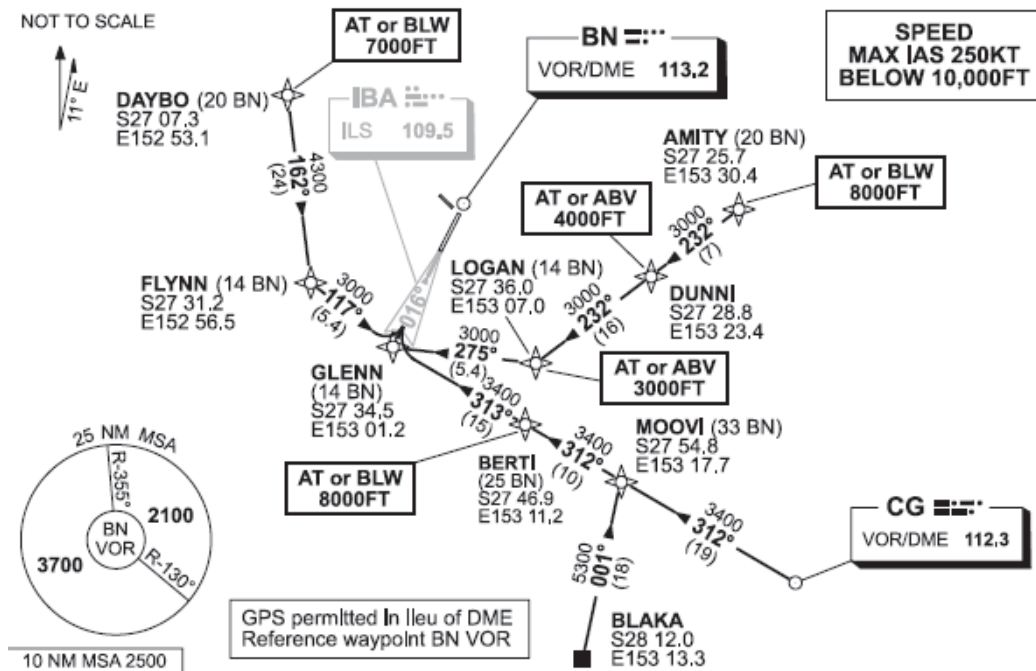 NOT TO SCALE
11° E
AT or BLW
7000FT
BN
VOR/DME 113.2
SPEED
MAX IAS 250KT
BELOW 10,000FT
DAYBO (20 BN)
S27 07.3
E152 53.1
IBA
ILS 109.5
AMITY (20 BN)
S27 25.7
E153 30.4
AT or BLW
8000FT
4300
162°
(24)
AT or ABV
4000FT
3000
232°
(7)
FLYNN (14 BN)
S27 31.2
E152 56.5
3000
117°
(5.4)
016°
LOGAN (14 BN)
S27 36.0
E153 07.0
3000
232°
(16)
DUNNI
S27 28.8
E153 23.4
3000
275°
(5.4)
AT or ABV
3000FT
GLENN
(14 BN)
S27 34.5
E153 01.2
3400
313°
(15)
MOOVI (33 BN)
S27 54.8
E153 17.7
AT or BLW
8000FT
BERTI
(25 BN)
S27 46.9
E153 11.2
3400
312°
(10)
3400
312°
(19)
CG
VOR/DME 112.3
25 NM MSA
R-355°
2100
BN
VOR
3700
R-130°
10 NM MSA 2500
GPS permitted in lieu of DME
Reference waypoint BN VOR
5300
001°
(18)
BLAKA
S28 12.0
E153 13.3